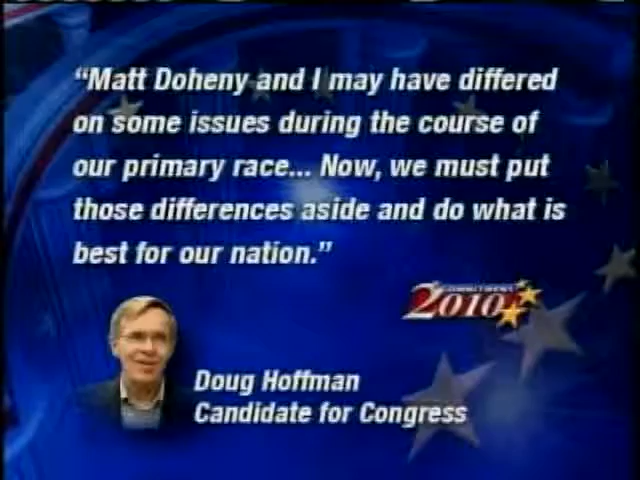 “Matt Doheny and I may have differed
on some issues during the course of
our primary race... Now, we must put
those differences aside and do what is
best for our nation.”
COMMITMENT
2010
Doug Hoffman
Candidate for Congress